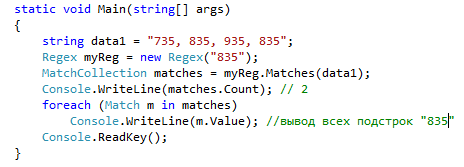 static void Main(string[] args)
{
string data1 = "735, 835, 935, 835";
Regex myReg = new Regex("835");
MatchCollection matches = myReg.Matches(data1);
Console.WriteLine(matches.Count); // 2
foreach (Match m in matches)
Console.WriteLine(m.Value); //вывод всех подстрок "835"
Console.ReadKey();
}